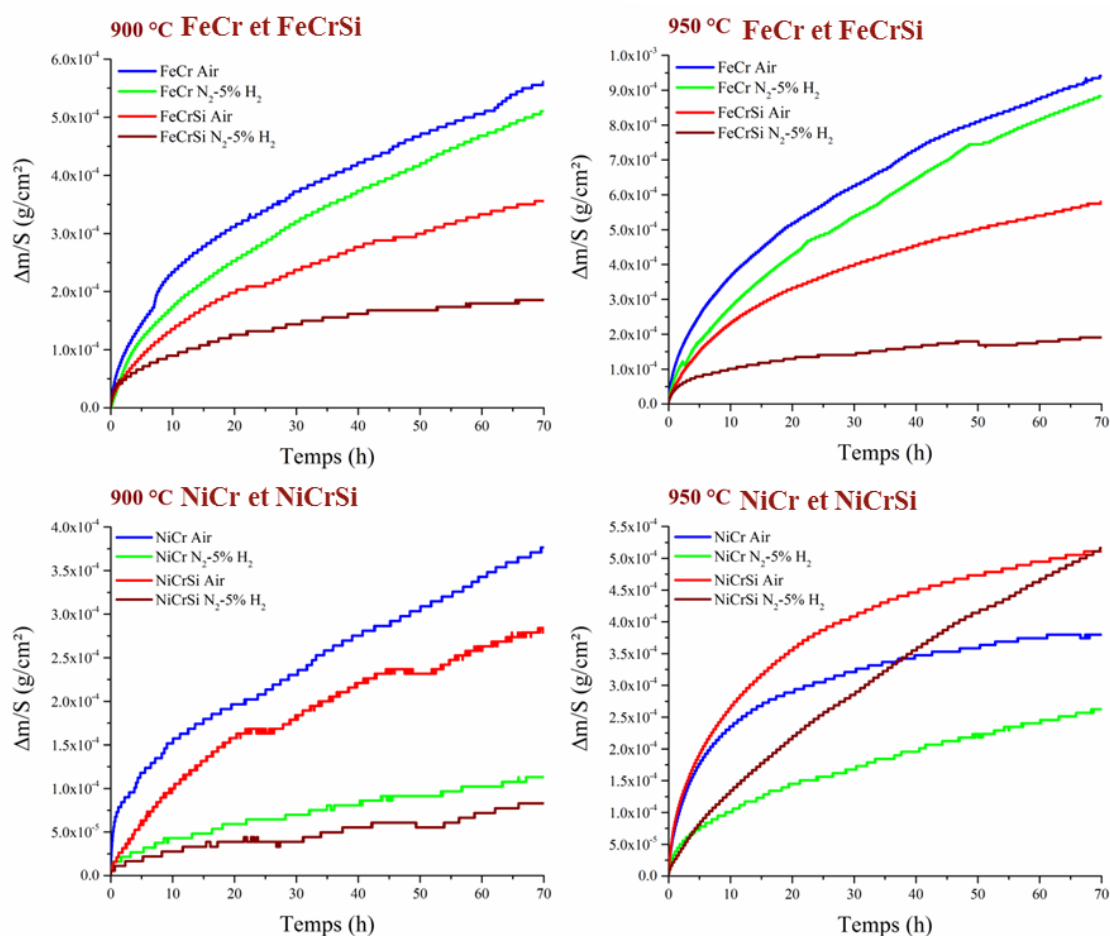 900 °C FeCr et FeCrSi
6.0x10⁻⁴
5.0x10⁻⁴
4.0x10⁻⁴
3.0x10⁻⁴
2.0x10⁻⁴
1.0x10⁻⁴
0.0
Δm/S (g/cm²)
FeCr Air
FeCr N₂-5% H₂
FeCrSi Air
FeCrSi N₂-5% H₂
0 10 20 30 40 50 60 70
Temps (h)
950 °C FeCr et FeCrSi
1.0x10⁻³
9.0x10⁻⁴
8.0x10⁻⁴
7.0x10⁻⁴
6.0x10⁻⁴
5.0x10⁻⁴
4.0x10⁻⁴
3.0x10⁻⁴
2.0x10⁻⁴
1.0x10⁻⁴
0.0
Δm/S (g/cm²)
FeCr Air
FeCr N₂-5% H₂
FeCrSi Air
FeCrSi N₂-5% H₂
0 10 20 30 40 50 60 70
Temps (h)
900 °C NiCr et NiCrSi
4.0x10⁻⁴
3.5x10⁻⁴
3.0x10⁻⁴
2.5x10⁻⁴
2.0x10⁻⁴
1.5x10⁻⁴
1.0x10⁻⁴
5.0x10⁻⁵
0.0
Δm/S (g/cm²)
NiCr Air
NiCr N₂-5% H₂
NiCrSi Air
NiCrSi N₂-5% H₂
0 10 20 30 40 50 60 70
Temps (h)
950 °C NiCr et NiCrSi
5.5x10⁻⁴
5.0x10⁻⁴
4.5x10⁻⁴
4.0x10⁻⁴
3.5x10⁻⁴
3.0x10⁻⁴
2.5x10⁻⁴
2.0x10⁻⁴
1.5x10⁻⁴
1.0x10⁻⁴
5.0x10⁻⁵
0.0
Δm/S (g/cm²)
NiCr Air
NiCr N₂-5% H₂
NiCrSi Air
NiCrSi N₂-5% H₂
0 10 20 30 40 50 60 70
Temps (h)